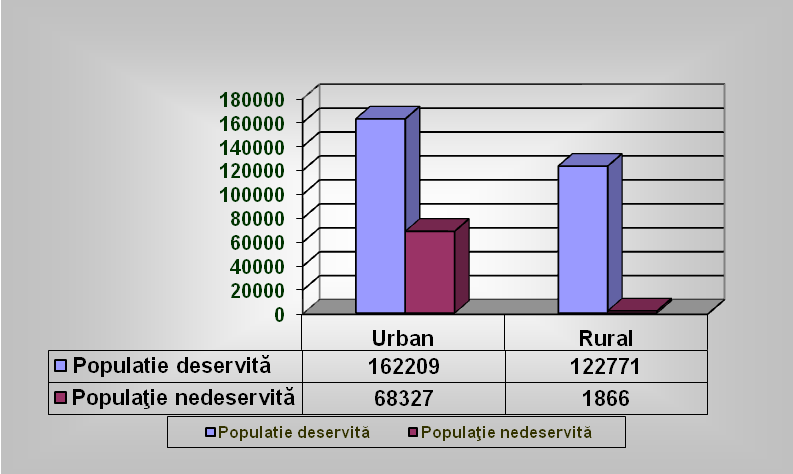 180000
160000
140000
120000
100000
80000
60000
40000
20000
0
Urban Rural
Populatie deservită 162209 122771
Populaţie nedeservită 68327 1866
Populatie deservită Populaţie nedeservită